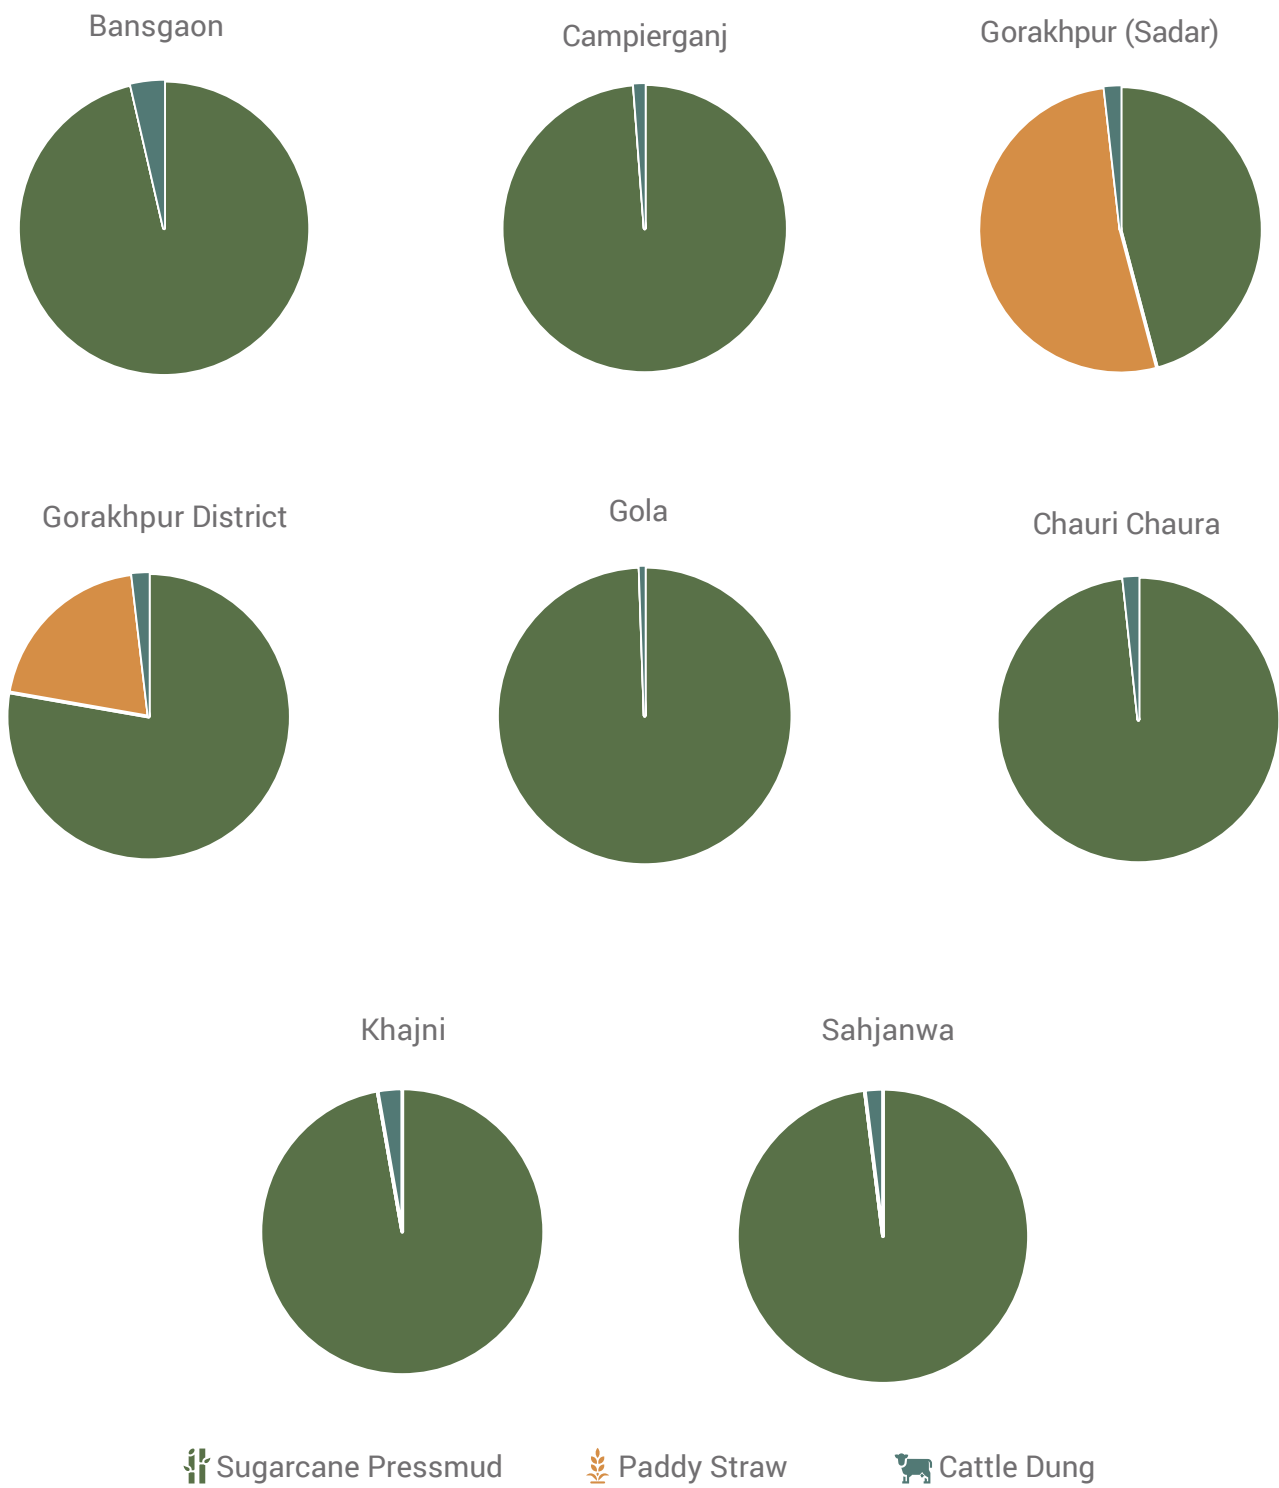 Bansgaon
Campierganj
Gorakhpur (Sadar)
Gorakhpur District
Gola
Chauri Chaura
Khajni
Sahjanwa
Sugarcane Pressmud
Paddy Straw
Cattle Dung